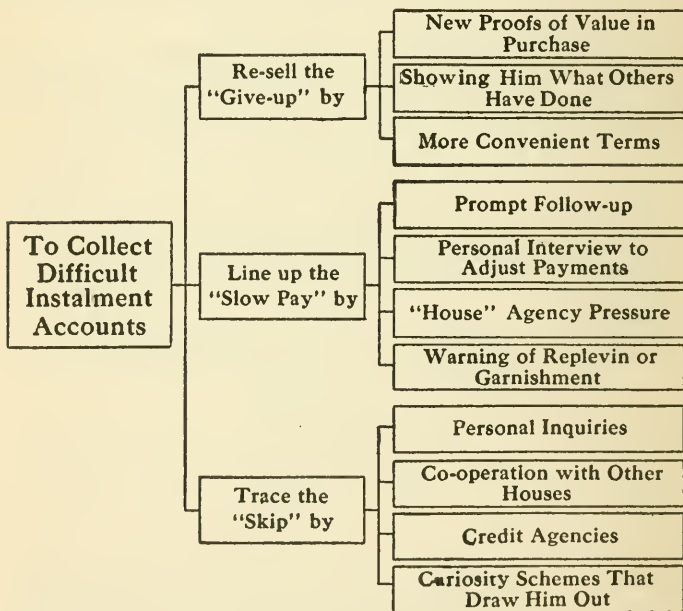 To Collect
Difficult
Instalment
Accounts
Re-sell the
"Give-up" by
New Proofs of Value in
Purchase
Showing Him What Others
Have Done
More Convenient Terms
Line up the
"Slow Pay" by
Prompt Follow-up
Personal Interview to
Adjust Payments
"House" Agency Pressure
Warning of Replevin or
Garnishment
Trace the
"Skip" by
Personal Inquiries
Co-operation with Other
Houses
Credit Agencies
Curiosity Schemes That
Draw Him Out